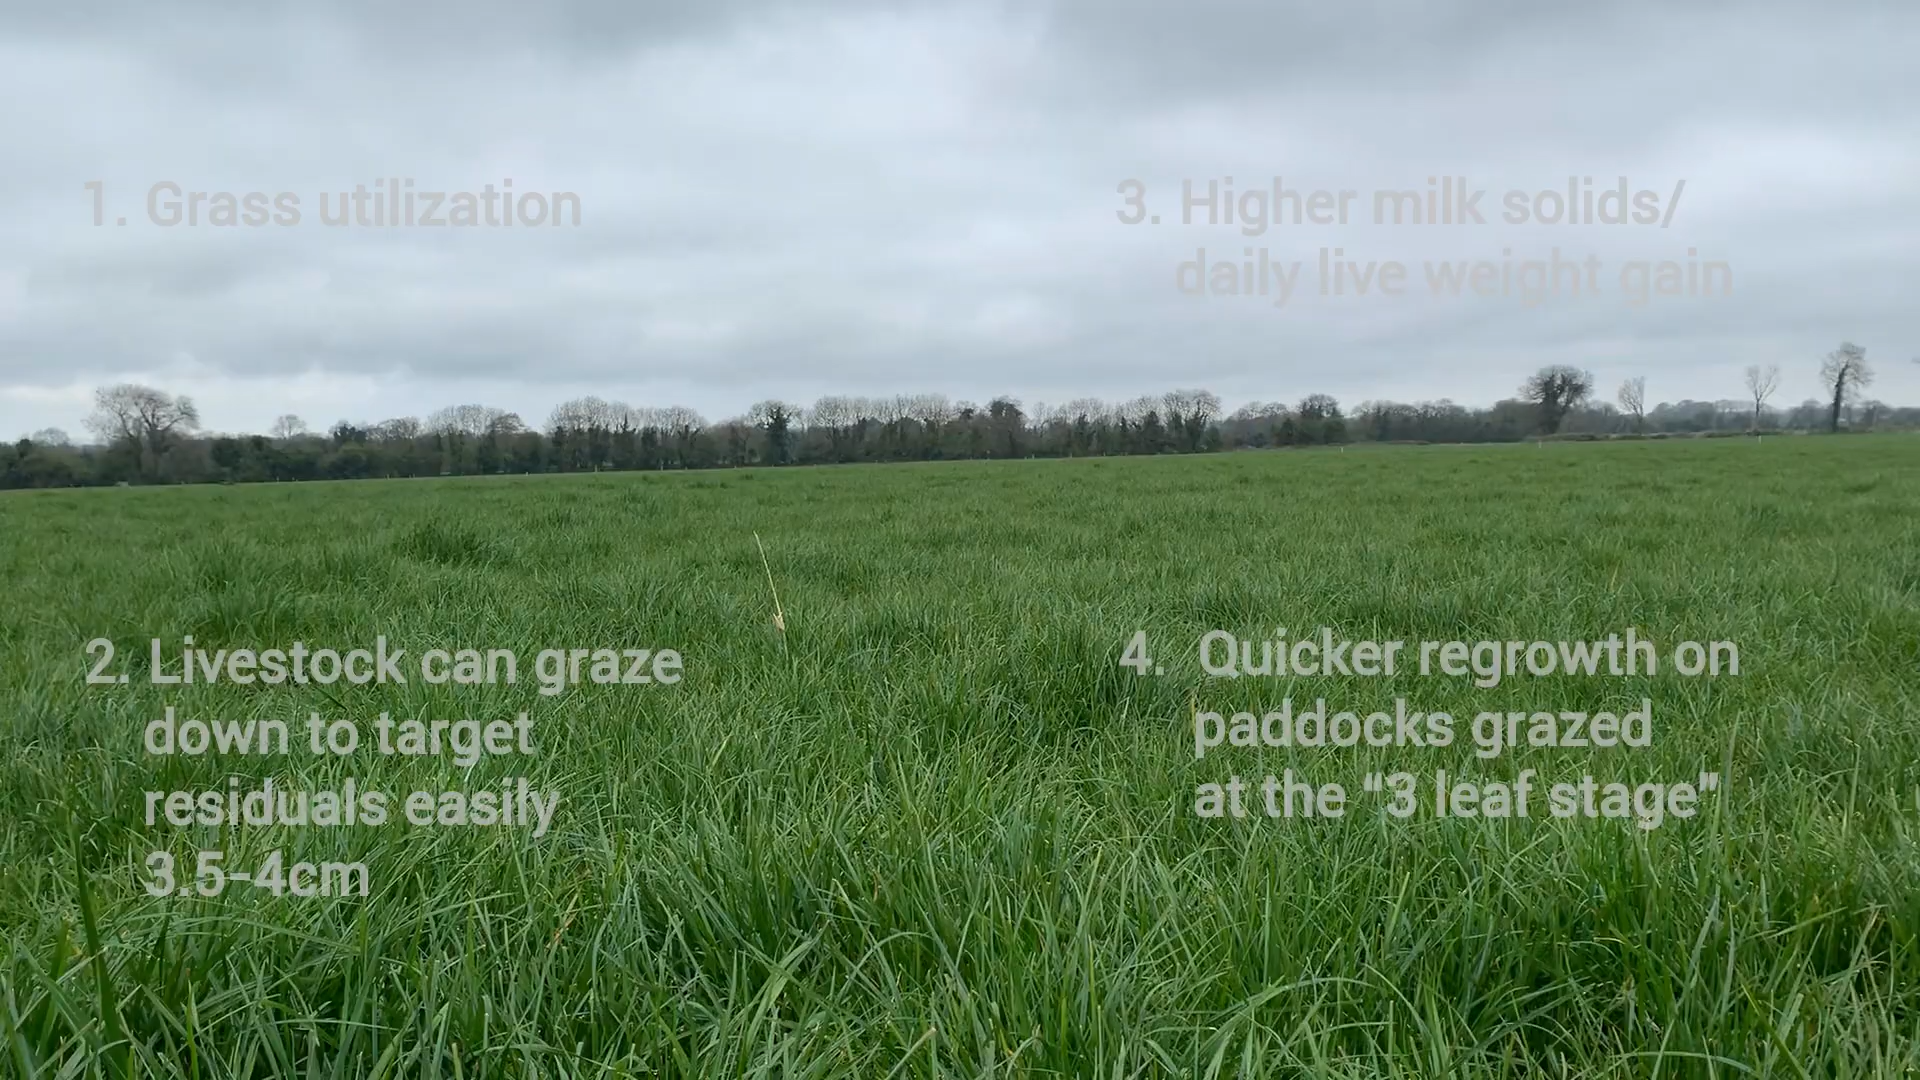 1. Grass utilization
2. Livestock can graze
down to target
residuals easily
3.5-4cm
3. Higher milk solids/
daily live weight gain
4. Quicker regrowth on
paddocks grazed
at the “3 leaf stage"